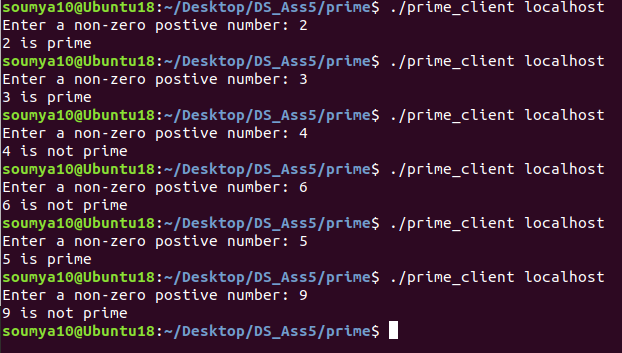 soumya10@Ubuntu18:~/Desktop/DS_Ass5/prime$ ./prime_client localhost
Enter a non-zero postive number: 2
2 is prime
soumya10@Ubuntu18:~/Desktop/DS_Ass5/prime$ ./prime_client localhost
Enter a non-zero postive number: 3
3 is prime
soumya10@Ubuntu18:~/Desktop/DS_Ass5/prime$ ./prime_client localhost
Enter a non-zero postive number: 4
4 is not prime
soumya10@Ubuntu18:~/Desktop/DS_Ass5/prime$ ./prime_client localhost
Enter a non-zero postive number: 6
6 is not prime
soumya10@Ubuntu18:~/Desktop/DS_Ass5/prime$ ./prime_client localhost
Enter a non-zero postive number: 5
5 is prime
soumya10@Ubuntu18:~/Desktop/DS_Ass5/prime$ ./prime_client localhost
Enter a non-zero postive number: 9
9 is not prime
soumya10@Ubuntu18:~/Desktop/DS_Ass5/prime$